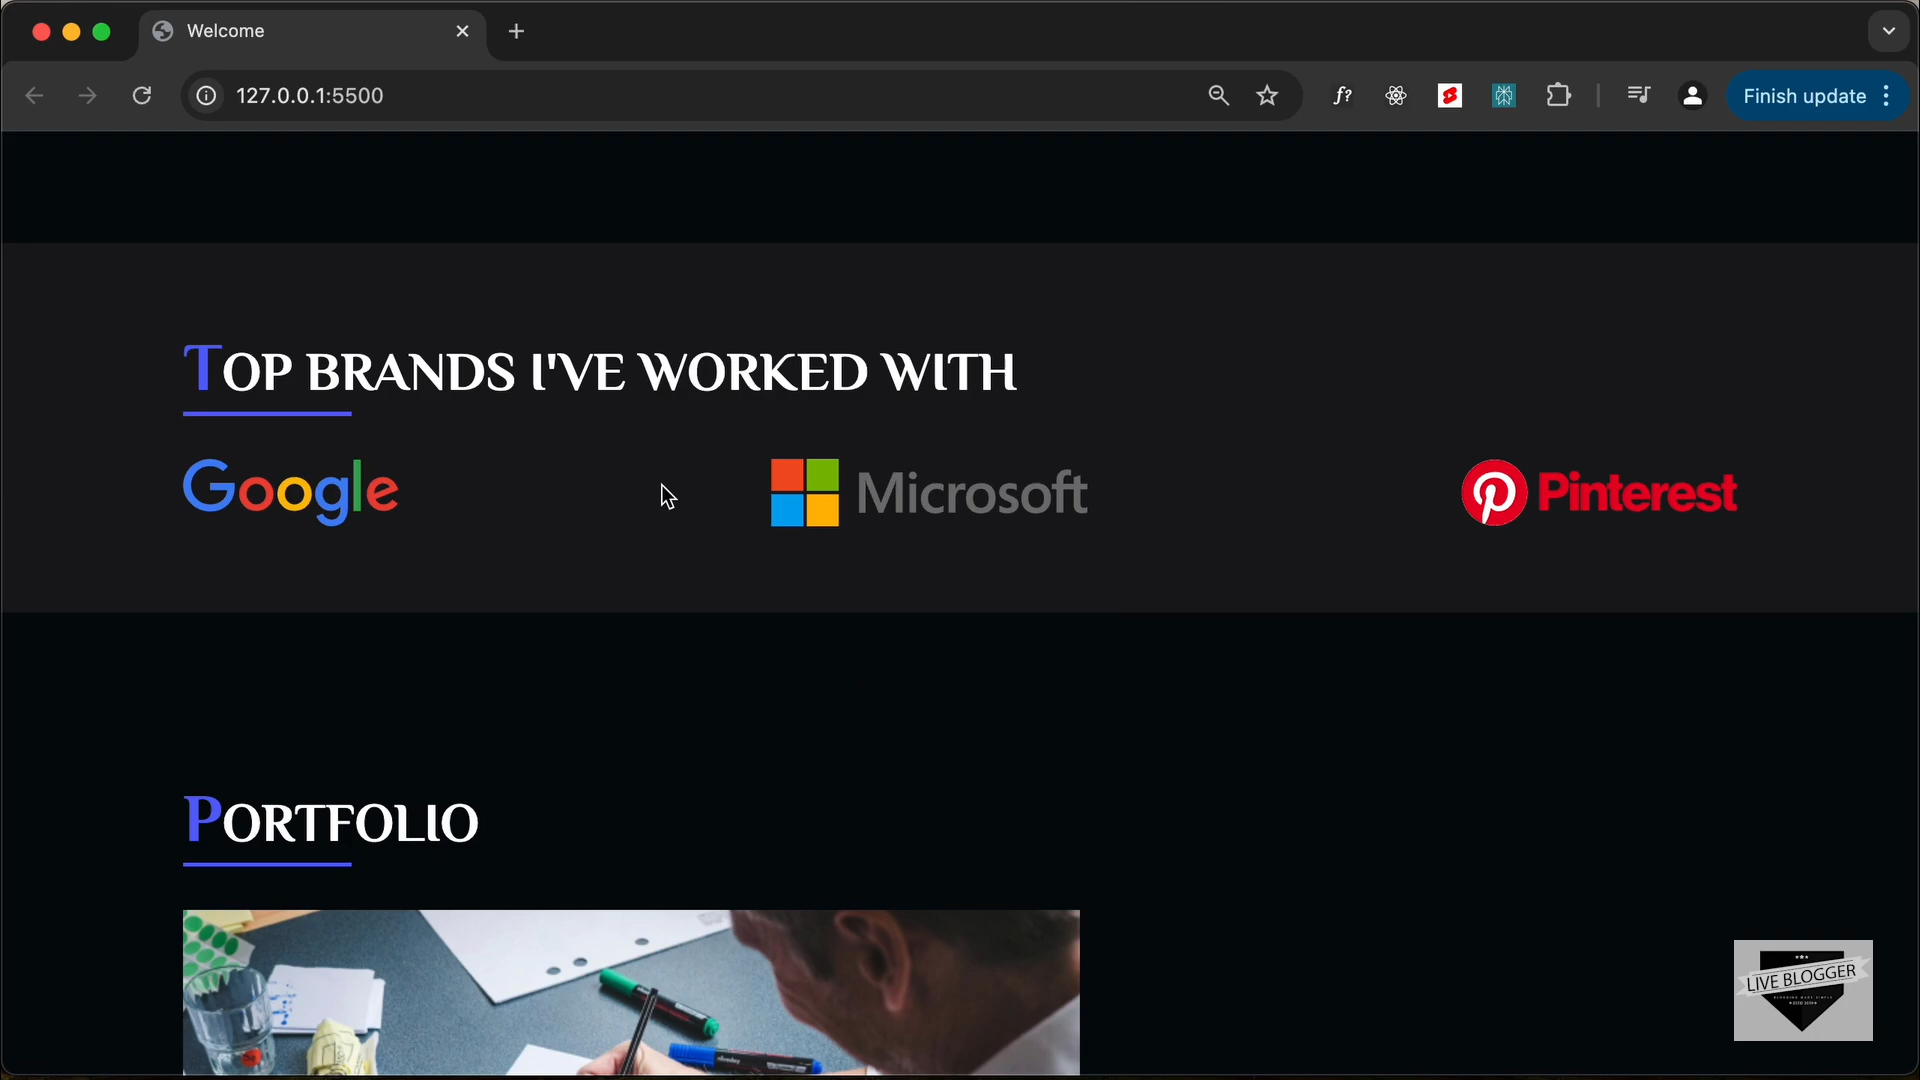 Welcome
127.0.0.1:5500
f?
Finish update
TOP BRANDS I'VE WORKED WITH
Google
Microsoft
Pinterest
PORTFOLIO
LIVE BLOGGER